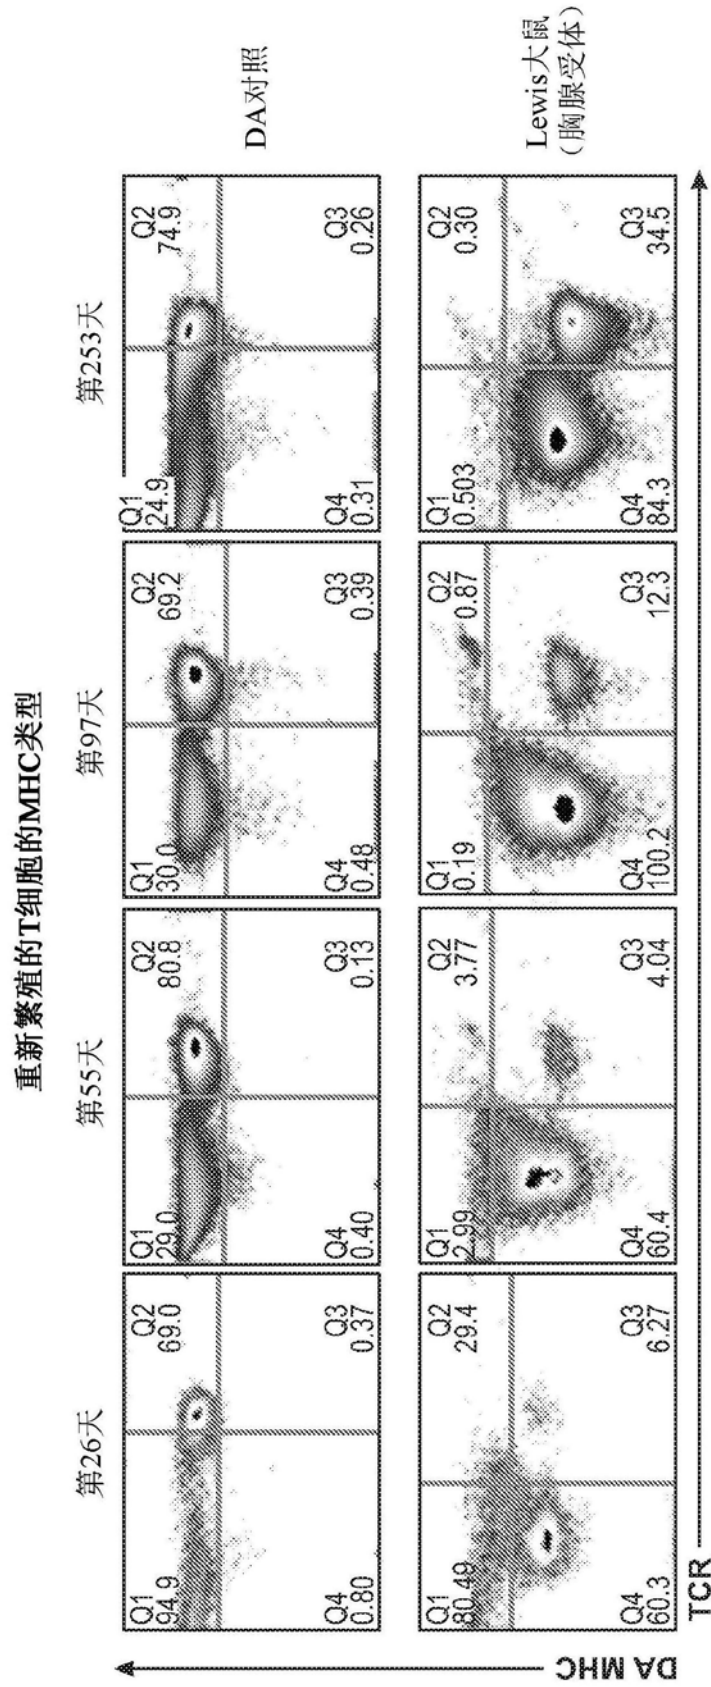 重新繁殖的T细胞的MHC类型
第26天
第55天
第97天
第253天
Q1
94.9
Q2
69.0
Q4
0.80
Q3
0.37
Q1
29.0
Q2
80.8
Q4
0.40
Q3
0.13
Q1
30.0
Q2
69.2
Q4
0.48
Q3
0.39
Q1
24.9
Q2
74.9
Q4
0.31
Q3
0.26
DA对照
Q1
80.49
Q2
29.4
Q4
60.3
Q3
6.27
Q1
2.99
Q2
3.77
Q4
60.4
Q3
4.04
Q1
0.19
Q2
0.87
Q4
100.2
Q3
12.3
Q1
0.503
Q2
0.30
Q4
84.3
Q3
34.5
Lewis大鼠
(胸腺受体)
DA MHC
TCR